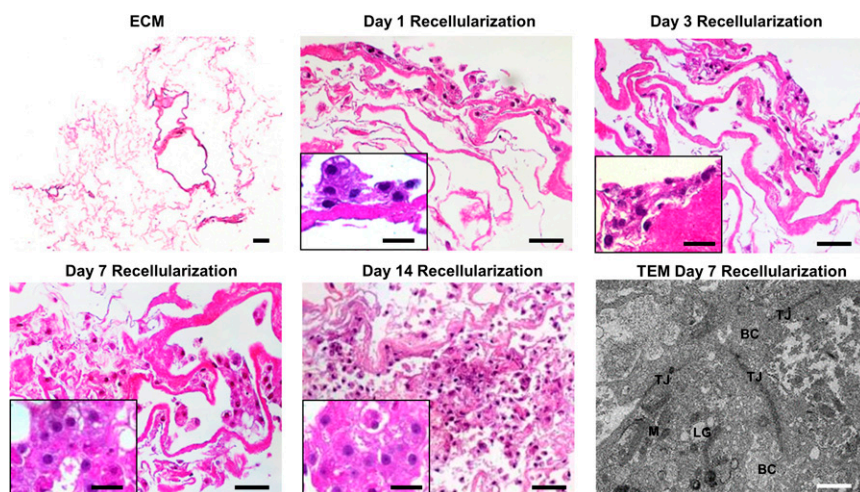 ECM
Day 1 Recellularization
Day 3 Recellularization
Day 7 Recellularization
Day 14 Recellularization
TEM Day 7 Recellularization
TJ
BC
TJ
TJ
M
LG
BC